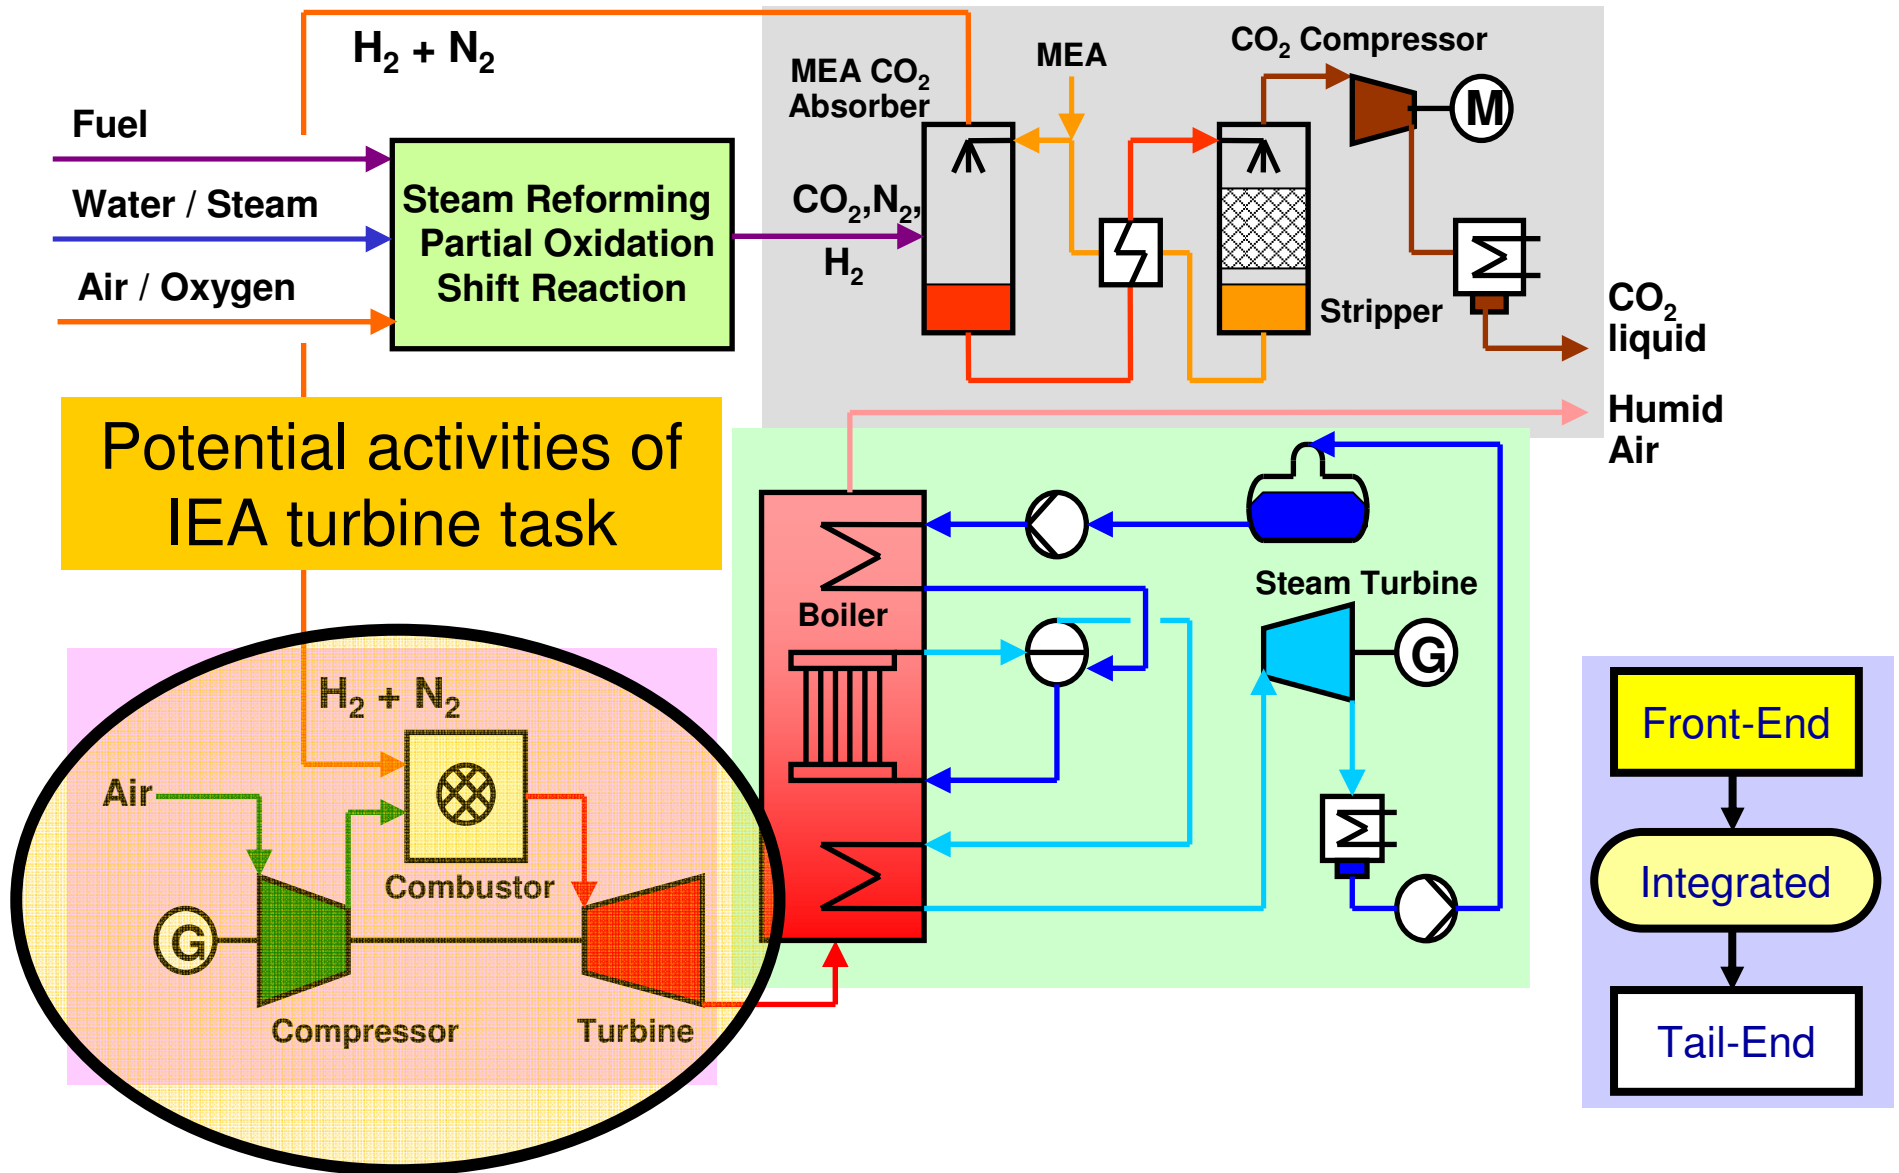 H₂ + N₂
Fuel
Water / Steam
Air / Oxygen
Steam Reforming
Partial Oxidation
Shift Reaction
CO₂,N₂,
H₂
MEA CO₂
Absorber
MEA
CO₂ Compressor
M
Stripper
CO₂
liquid
Humid
Air
Potential activities of
IEA turbine task
H₂ + N₂
Air
Combustor
G
Compressor
Turbine
Boiler
Steam Turbine
G
Front-End
Integrated
Tail-End